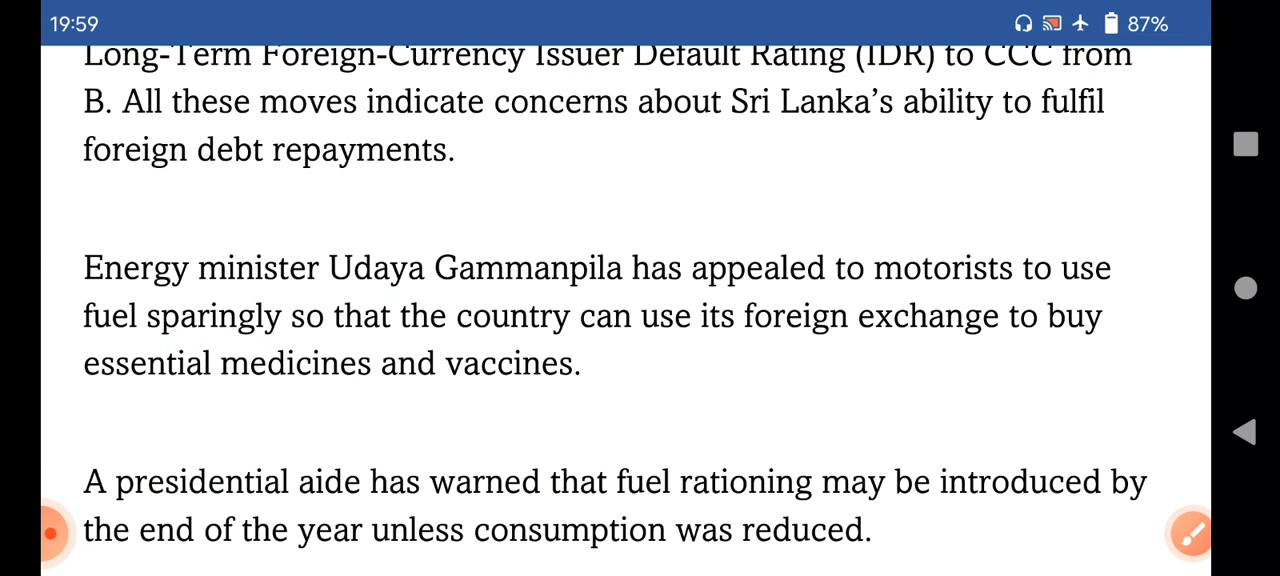 19:59
87%
Long-Term Foreign-Currency Issuer Default Rating (IDR) to CCC from
B. All these moves indicate concerns about Sri Lanka’s ability to fulfil
foreign debt repayments.
Energy minister Udaya Gammanpila has appealed to motorists to use
fuel sparingly so that the country can use its foreign exchange to buy
essential medicines and vaccines.
A presidential aide has warned that fuel rationing may be introduced by
the end of the year unless consumption was reduced.